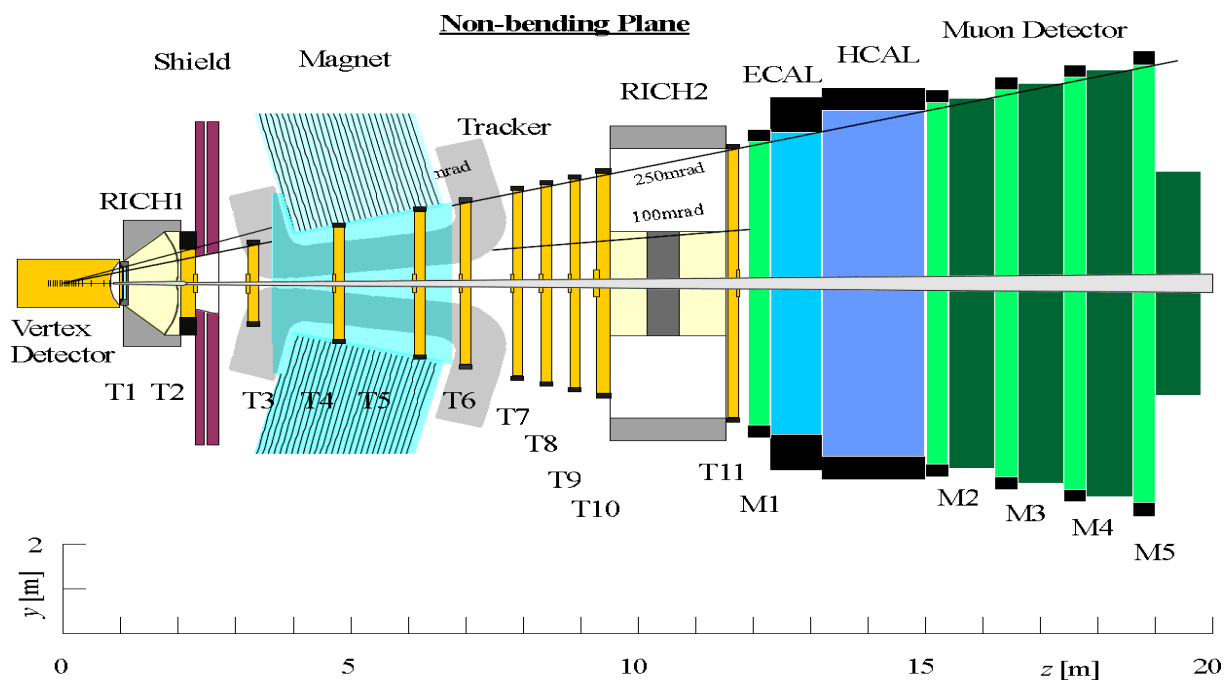 Non-bending Plane
Muon Detector
Shield
Magnet
HCAL
ECAL
RICH2
Tracker
mrad
250mrad
RICH1
100mrad
Vertex
Detector
T1
T2
T3
T4
T5
T6
T7
T8
T9
T10
T11
M1
M2
M3
M4
M5
2
y [m]
0
5
10
15
z [m]
20